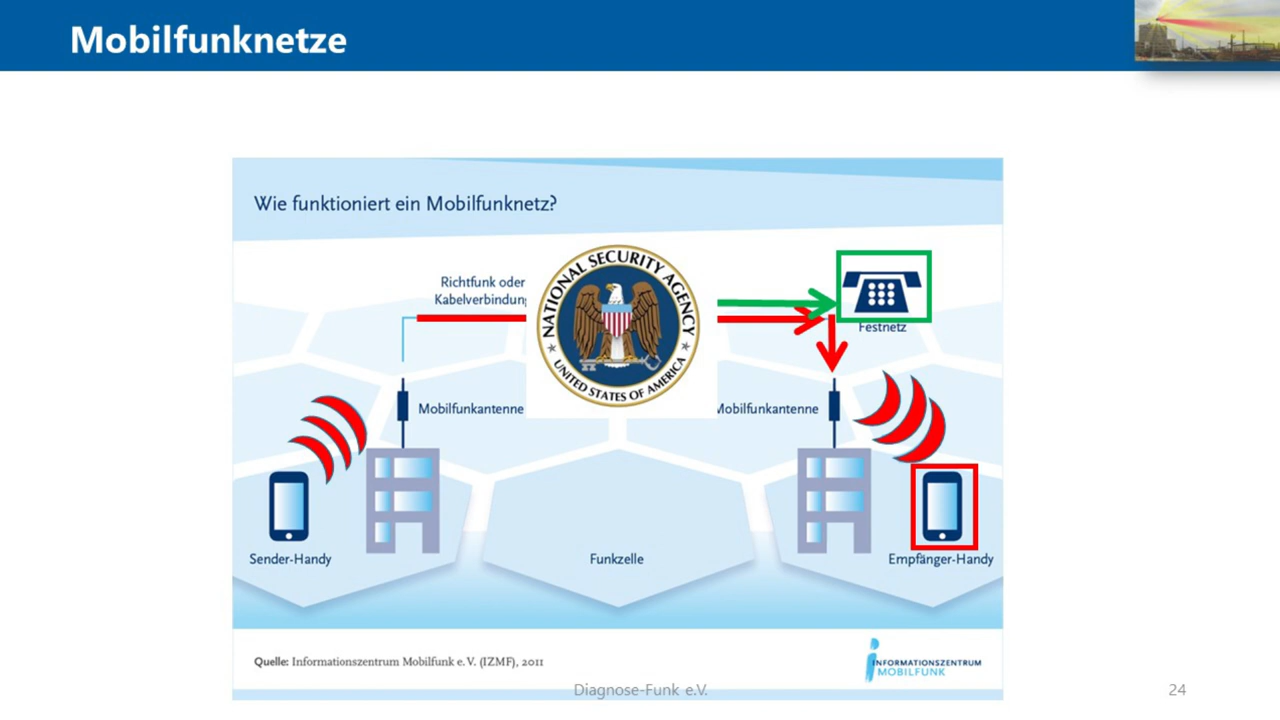 Mobilfunknetze
Wie funktioniert ein Mobilfunknetz?
Richtfunk oder
Kabelverbindung
NATIONAL SECURITY AGENCY
UNITED STATES OF AMERICA
Festnetz
Mobilfunkantenne
Mobilfunkantenne
Sender-Handy
Funkzelle
Empfänger-Handy
Quelle: Informationszentrum Mobilfunk e. V. (IZMF), 2011
INFORMATIONSZENTRUM
MOBILFUNK
Diagnose-Funk e.V.
24